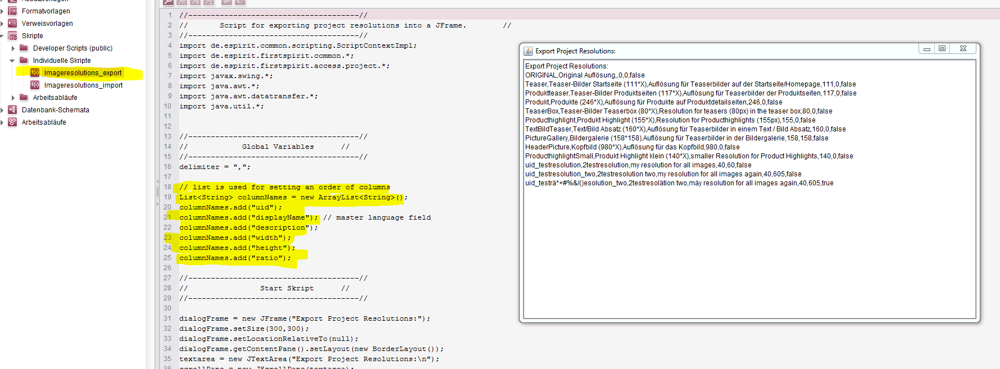 Absatzvorlagen
Formatvorlagen
Verweisvorlagen
Skripte
Developer Scripts (public)
Individuelle Skripte
Imageresolutions_export
Imageresolutions_import
Arbeitsabläufe
Datenbank-Schemata
Arbeitsabläufe
1 //--------------------------------------//
2 // Script for exporting project resolutions into a JFrame. //
3 //--------------------------------------//
4 import de.espirit.common.scripting.ScriptContextImpl;
5 import de.espirit.firstspirit.common.*;
6 import de.espirit.firstspirit.access.project.*;
7 import javax.swing.*;
8 import java.awt.*;
9 import java.awt.datatransfer.*;
10 import java.util.*;
11
12
13 //--------------------------------------//
14 // Global Variables //
15 //--------------------------------------//
16 delimiter = ",";
17
18 // list is used for setting an order of columns
19 List<String> columnNames = new ArrayList<String>();
20 columnNames.add("uid");
21 columnNames.add("displayName"); // master language field
22 columnNames.add("description");
23 columnNames.add("width");
24 columnNames.add("height");
25 columnNames.add("ratio");
26
27 //--------------------------------------//
28 // Start Skript //
29 //--------------------------------------//
30
31 dialogFrame = new JFrame("Export Project Resolutions:");
32 dialogFrame.setSize(300,300);
33 dialogFrame.setLocationRelativeTo(null);
34 dialogFrame.getContentPane().setLayout(new BorderLayout());
35 textarea = new JTextArea("Export Project Resolutions:\n");
36 scrollPane = new JScrollPane(textarea);
Export Project Resolutions:
Export Project Resolutions:
ORIGINAL,Original Auflösung,,0,0,false
Teaser,Teaser-Bilder Startseite (111*X),Auflösung für Teaserbilder auf der Startseite/Homepage,111,0,false
Produktteaser,Teaser-Bilder Produktseiten (117*X),Auflösung für Teaserbilder der Produktseiten,117,0,false
Produkt,Produkte (246*X),Auflösung für Produkte auf Produktdetailseiten,246,0,false
TeaserBox,Teaser-Bilder Teaserbox (80*X),Resolution for teasers (80px) in the teaser box,80,0,false
Producthighlight,Produkt Highlight (155*X),Resolution for Producthighlights (155px),155,0,false
TextBildTeaser,Text/Bild Absatz (160*X),Auflösung für Teaserbilder in einem Text / Bild Absatz,160,0,false
PictureGallery,Bildergalerie (158*158),Auflösung für Teaserbilder in der Bildergalerie,158,158,false
HeaderPicture,Kopfbild (980*X),Auflösung für das Kopfbild,980,0,false
ProducthighlightSmall,Produkt Highlight klein (140*X),smaller Resolution for Product Highlights,140,0,false
uid_testresolution,2testresolution,my resolution for all images,40,60,false
uid_testresolution_two,2testresolution two,my resolution for all images again,40,605,false
uid_testrä*+#%&/()esolution_two,2testresolätion two,mäy resolution for all images again,40,605,true